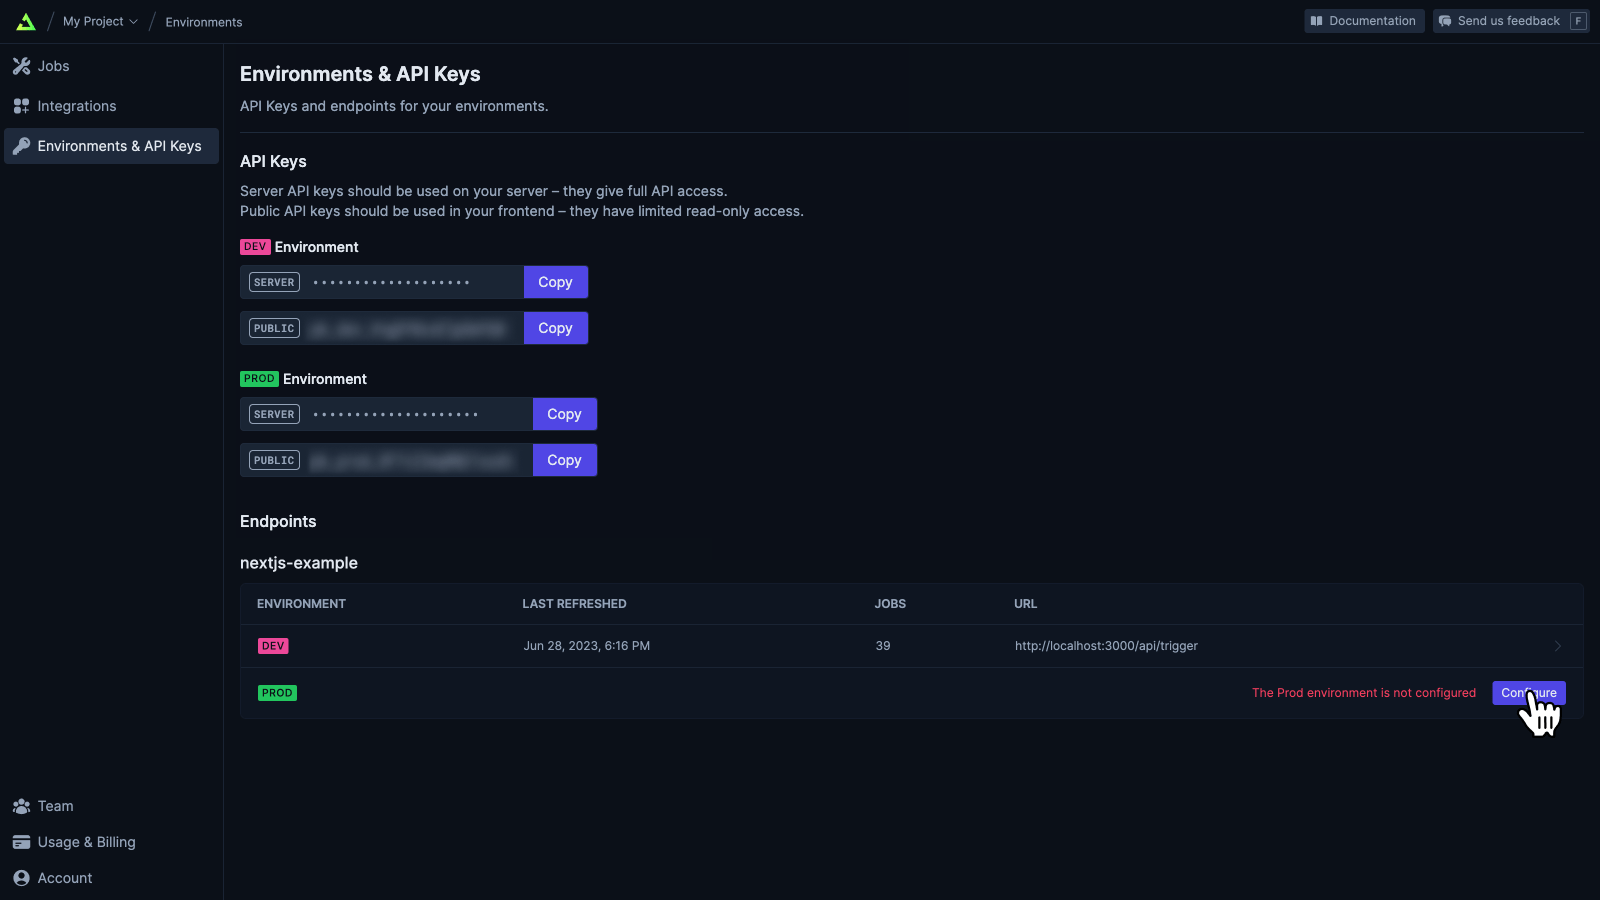 My Project
Environments
Documentation
Send us feedback F
Jobs
Integrations
Environments & API Keys
Team
Usage & Billing
Account
Environments & API Keys
API Keys and endpoints for your environments.
API Keys
Server API keys should be used on your server – they give full API access.
Public API keys should be used in your frontend – they have limited read-only access.
DEV Environment
SERVER ••••••••••••••••••• Copy
PUBLIC Copy
PROD Environment
SERVER •••••••••••••••••••• Copy
PUBLIC Copy
Endpoints
nextjs-example
ENVIRONMENT LAST REFRESHED JOBS URL
DEV Jun 28, 2023, 6:16 PM 39 http://localhost:3000/api/trigger
PROD The Prod environment is not configured Configure